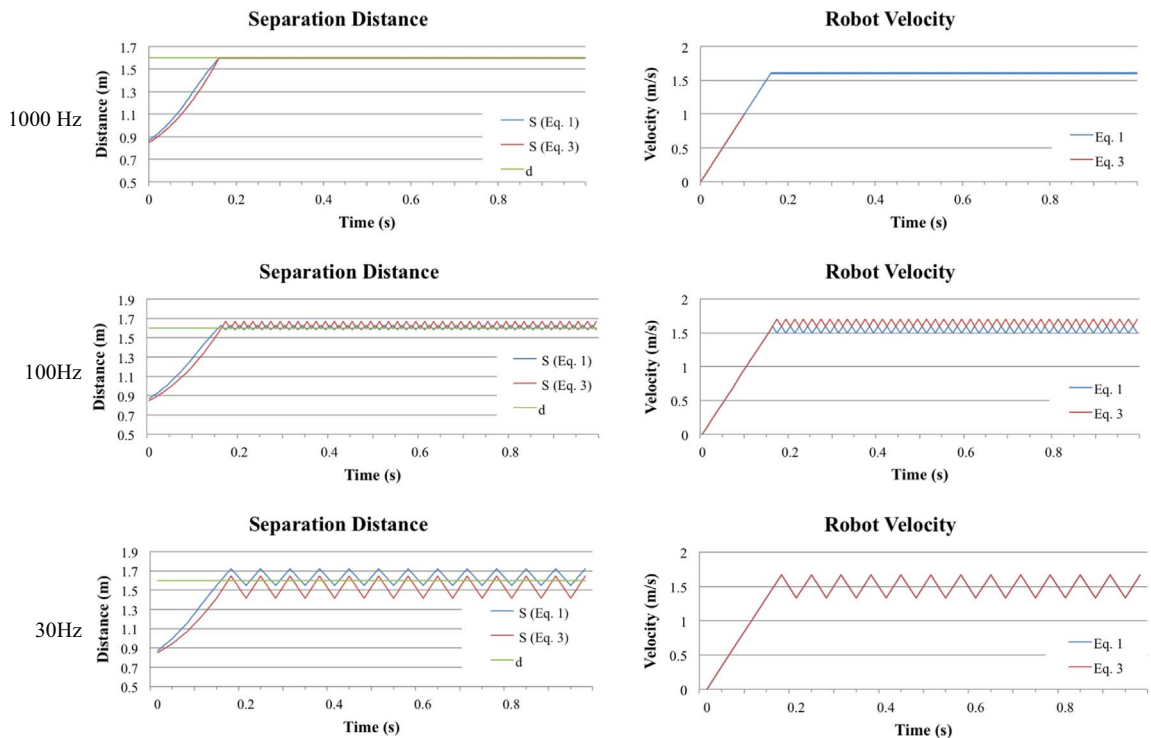 Separation Distance
Robot Velocity
1000 Hz
Distance (m)
1.7
1.5
1.3
1.1
0.9
0.7
0.5
S (Eq. 1)
S (Eq. 3)
d
0
0.2
0.4
0.6
0.8
Time (s)
Velocity (m/s)
2
1.5
1
0.5
0
Eq. 1
Eq. 3
0
0.2
0.4
0.6
0.8
Time (s)
Separation Distance
Robot Velocity
100Hz
Distance (m)
1.9
1.7
1.5
1.3
1.1
0.9
0.7
0.5
S (Eq. 1)
S (Eq. 3)
d
0
0.2
0.4
0.6
0.8
Time (s)
Velocity (m/s)
2
1.5
1
0.5
0
Eq. 1
Eq. 3
0
0.2
0.4
0.6
0.8
Time (s)
Separation Distance
Robot Velocity
30Hz
Distance (m)
1.9
1.7
1.5
1.3
1.1
0.9
0.7
0.5
S (Eq. 1)
S (Eq. 3)
d
0
0.2
0.4
0.6
0.8
Time (s)
Velocity (m/s)
2
1.5
1
0.5
0
Eq. 1
Eq. 3
0
0.2
0.4
0.6
0.8
Time (s)